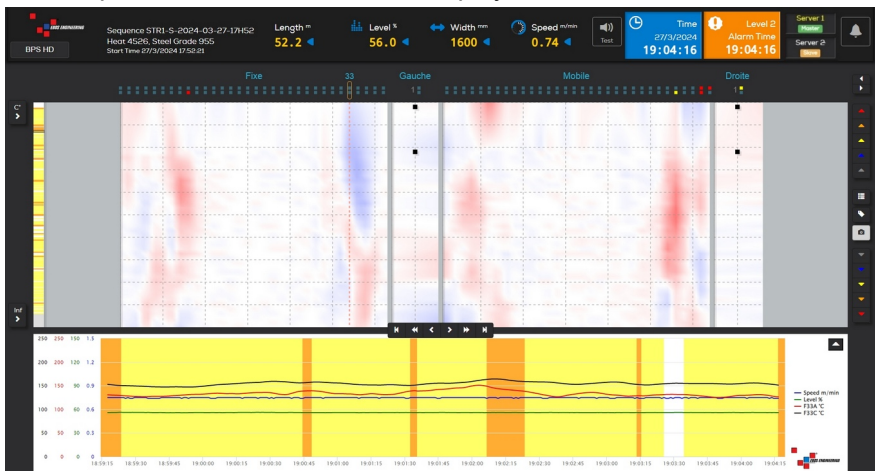 EBDS ENGINEERING
BPS HD
Sequence STR1-S-2024-03-27-17H52
Heat 4526, Steel Grade 955
Start Time 27/3/2024 17:52:21
Length m
52.2
Level %
56.0
Width mm
1600
Speed m/min
0.74
Test
Time
27/3/2024
19:04:16
Level 2
Alarm Time
19:04:16
Server 1
Master
Server 2
Slave
Fixe 33 Gauche Mobile Droite
1 1
C°
Inf
250 250 150 1.5
200 200 120 1.2
150 150 90 0.9
100 100 60 0.6
50 50 30 0.3
0 0 0 0
Speed m/min
Level %
F33A °C
F33C °C
18:59:15 18:59:30 18:59:45 19:00:00 19:00:15 19:00:30 19:00:45 19:01:00 19:01:15 19:01:30 19:01:45 19:02:00 19:02:15 19:02:30 19:02:45 19:03:00 19:03:15 19:03:30 19:03:45 19:04:00 19:04:15
EBDS ENGINEERING